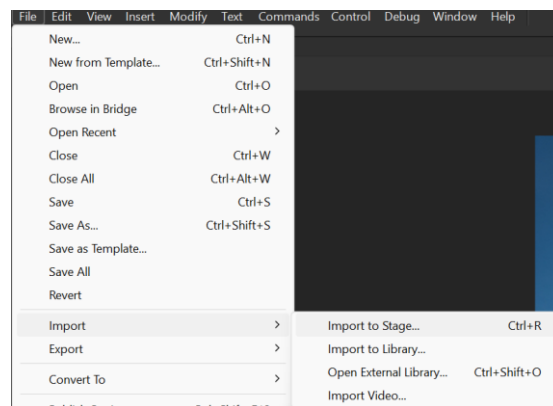 File Edit View Insert Modify Text Commands Control Debug Window Help
New... Ctrl+N
New from Template... Ctrl+Shift+N
Open Ctrl+O
Browse in Bridge Ctrl+Alt+O
Open Recent >
Close Ctrl+W
Close All Ctrl+Alt+W
Save Ctrl+S
Save As... Ctrl+Shift+S
Save as Template...
Save All
Revert
Import > Import to Stage... Ctrl+R
Export > Import to Library...
Open External Library... Ctrl+Shift+O
Convert To >
Import Video...